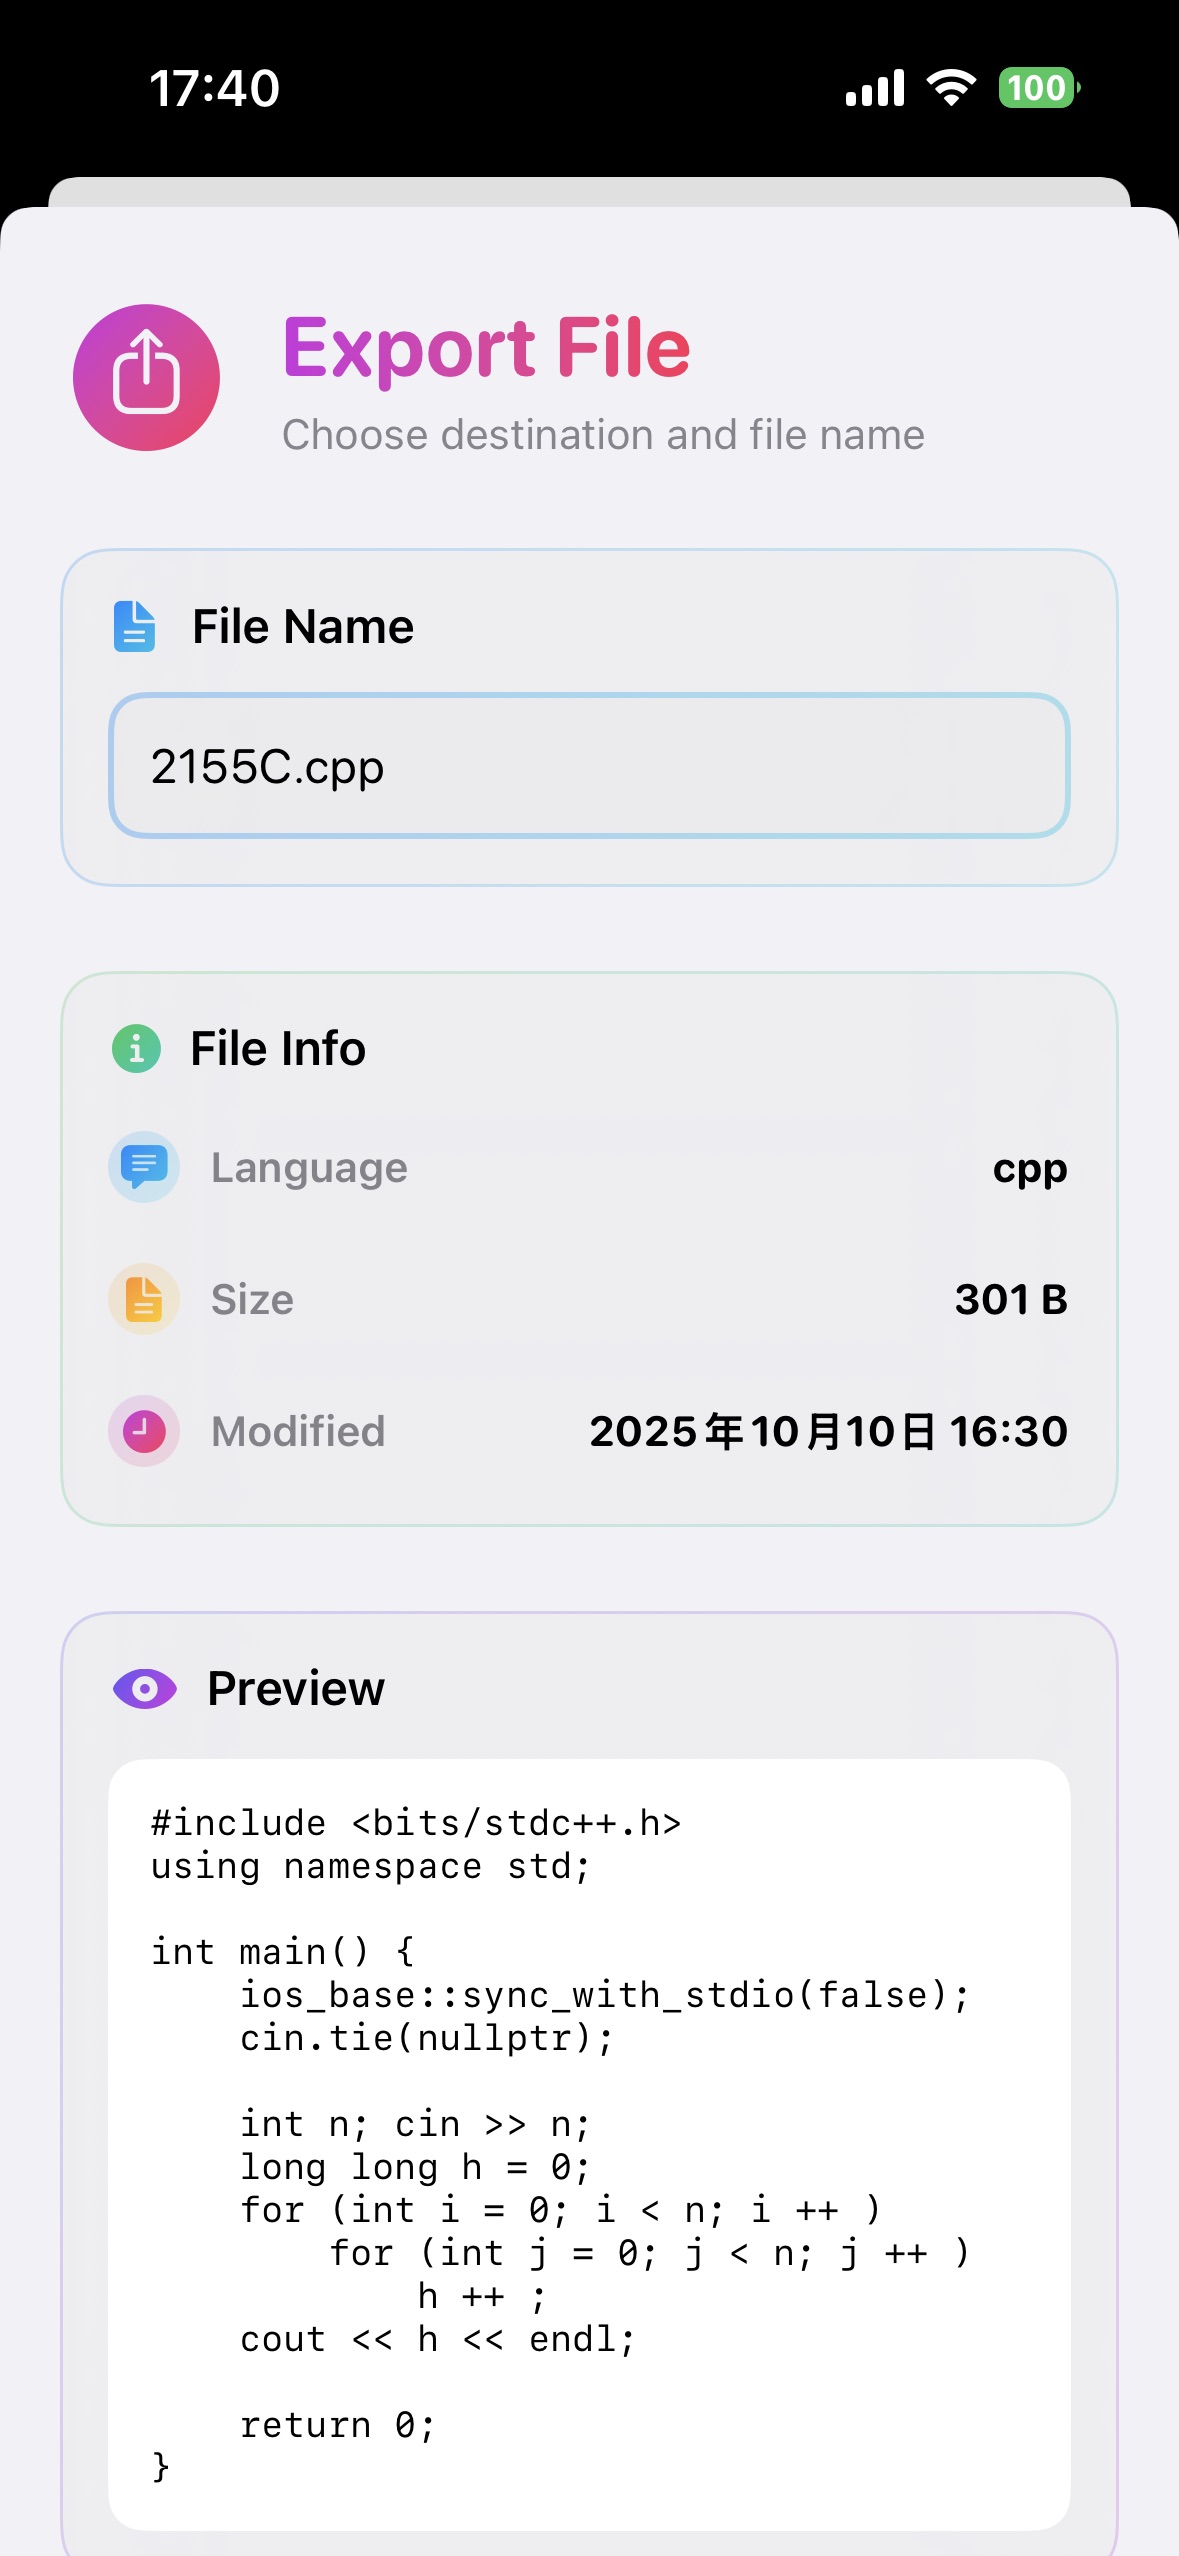 17:40
100
Export File
Choose destination and file name
File Name
2155C.cpp
File Info
Language cpp
Size 301 B
Modified 2025年10月10日 16:30
Preview
#include <bits/stdc++.h>
using namespace std;
int main() {
    ios_base::sync_with_stdio(false);
    cin.tie(nullptr);
    int n; cin >> n;
    long long h = 0;
    for (int i = 0; i < n; i ++ )
        for (int j = 0; j < n; j ++ )
            h ++ ;
    cout << h << endl;
    return 0;
}